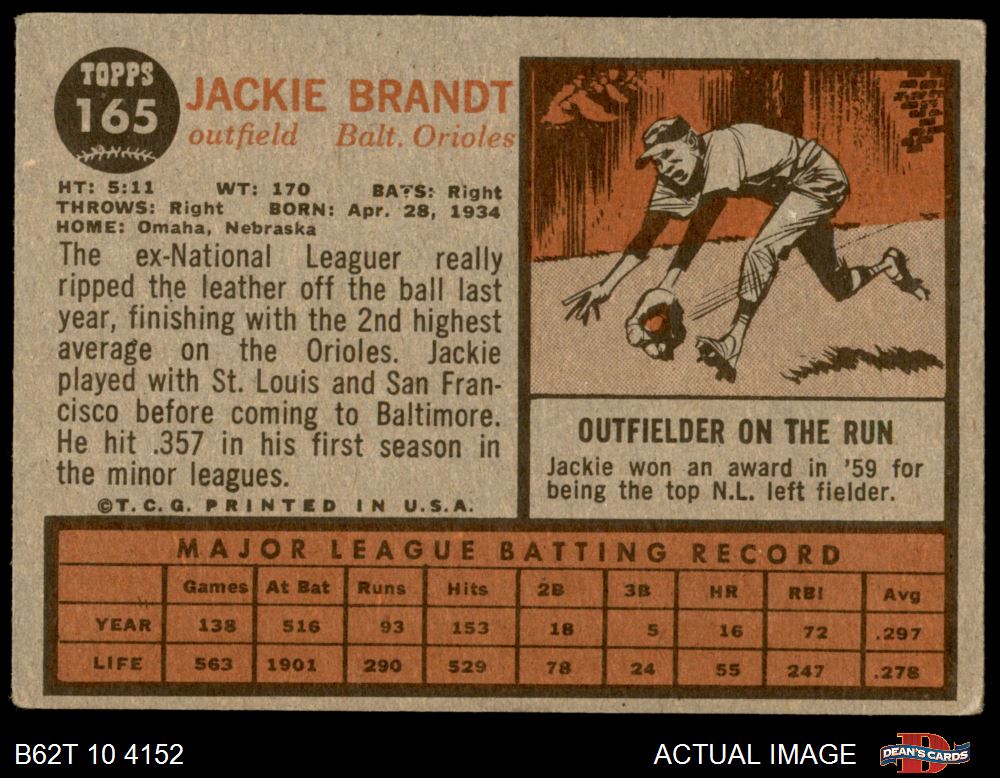 TOPPS
165
JACKIE BRANDT
outfield Balt. Orioles
HT: 5:11 WT: 170 BATS: Right
THROWS: Right BORN: Apr. 28, 1934
HOME: Omaha, Nebraska
The ex-National Leaguer really
ripped the leather off the ball last
year, finishing with the 2nd highest
average on the Orioles. Jackie
played with St. Louis and San Fran-
cisco before coming to Baltimore.
He hit .357 in his first season in
the minor leagues.
©T.C.G. PRINTED IN U.S.A.
OUTFIELDER ON THE RUN
Jackie won an award in '59 for
being the top N.L. left fielder.
MAJOR LEAGUE BATTING RECORD
Games At Bat Runs Hits 2B 3B HR RBI Avg
YEAR 138 516 93 153 18 5 16 72 .297
LIFE 563 1901 290 529 78 24 55 247 .278
B62T 10 4152
ACTUAL IMAGE
DEAN'S CARDS